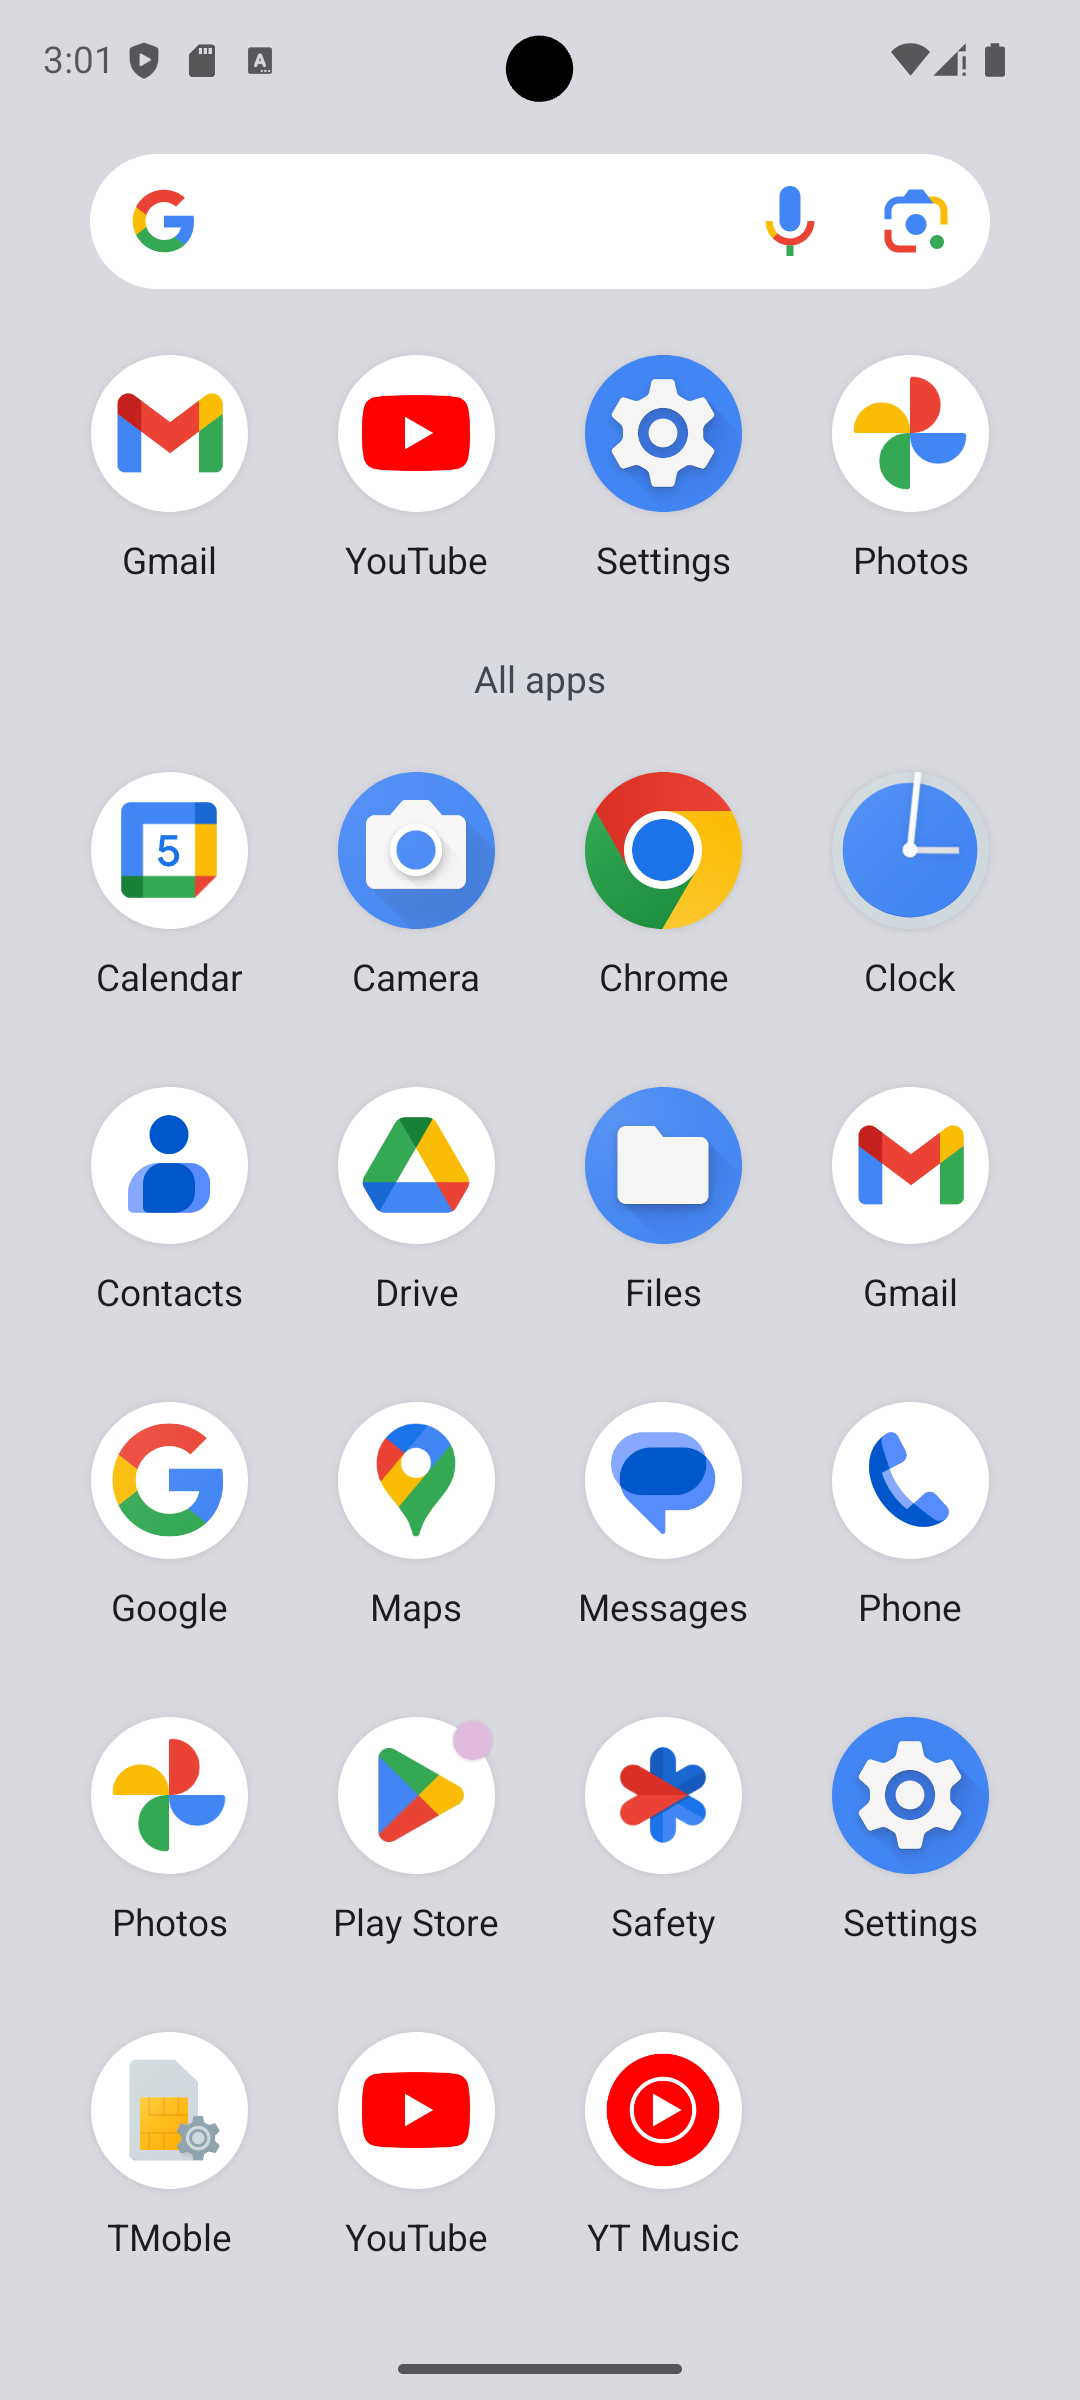 3:01
Gmail YouTube Settings Photos
All apps
5
Calendar Camera Chrome Clock
Contacts Drive Files Gmail
Google Maps Messages Phone
Photos Play Store Safety Settings
TMoble YouTube YT Music